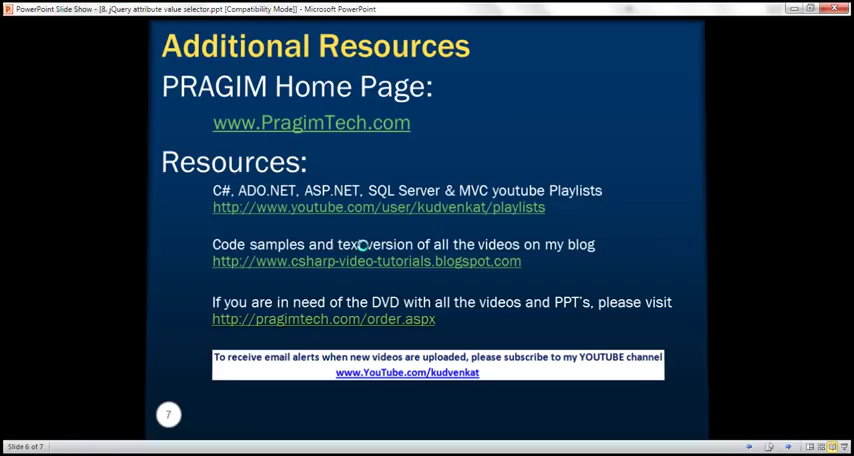 PowerPoint Slide Show - [8. jQuery attribute value selector.ppt [Compatibility Mode]] - Microsoft PowerPoint
Additional Resources
PRAGIM Home Page:
www.PragimTech.com
Resources:
C#, ADO.NET, ASP.NET, SQL Server & MVC youtube Playlists
http://www.youtube.com/user/kudvenkat/playlists
Code samples and text version of all the videos on my blog
http://www.csharp-video-tutorials.blogspot.com
If you are in need of the DVD with all the videos and PPT's, please visit
http://pragimtech.com/order.aspx
To receive email alerts when new videos are uploaded, please subscribe to my YOUTUBE channel
www.YouTube.com/kudvenkat
7
Slide 6 of 7